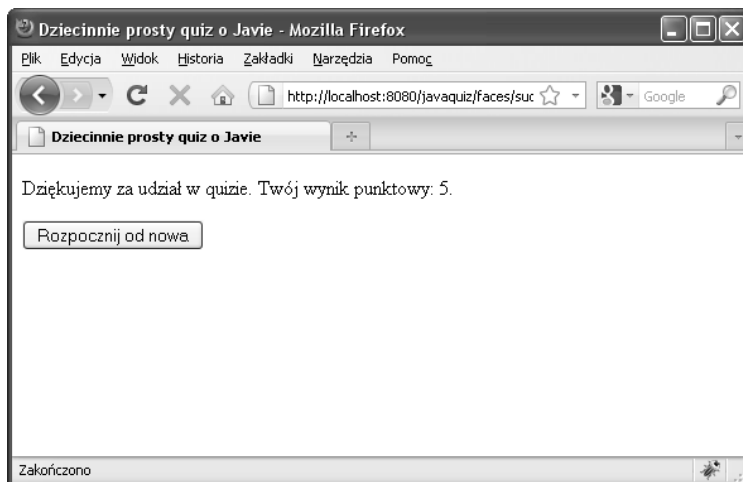 Dziecinnie prosty quiz o Javie - Mozilla Firefox
Plik Edycja Widok Historia Zakładki Narzędzia Pomoc
http://localhost:8080/javaquiz/faces/suc Google
Dziecinnie prosty quiz o Javie
Dziękujemy za udział w quizie. Twój wynik punktowy: 5.
Rozpocznij od nowa
Zakończono